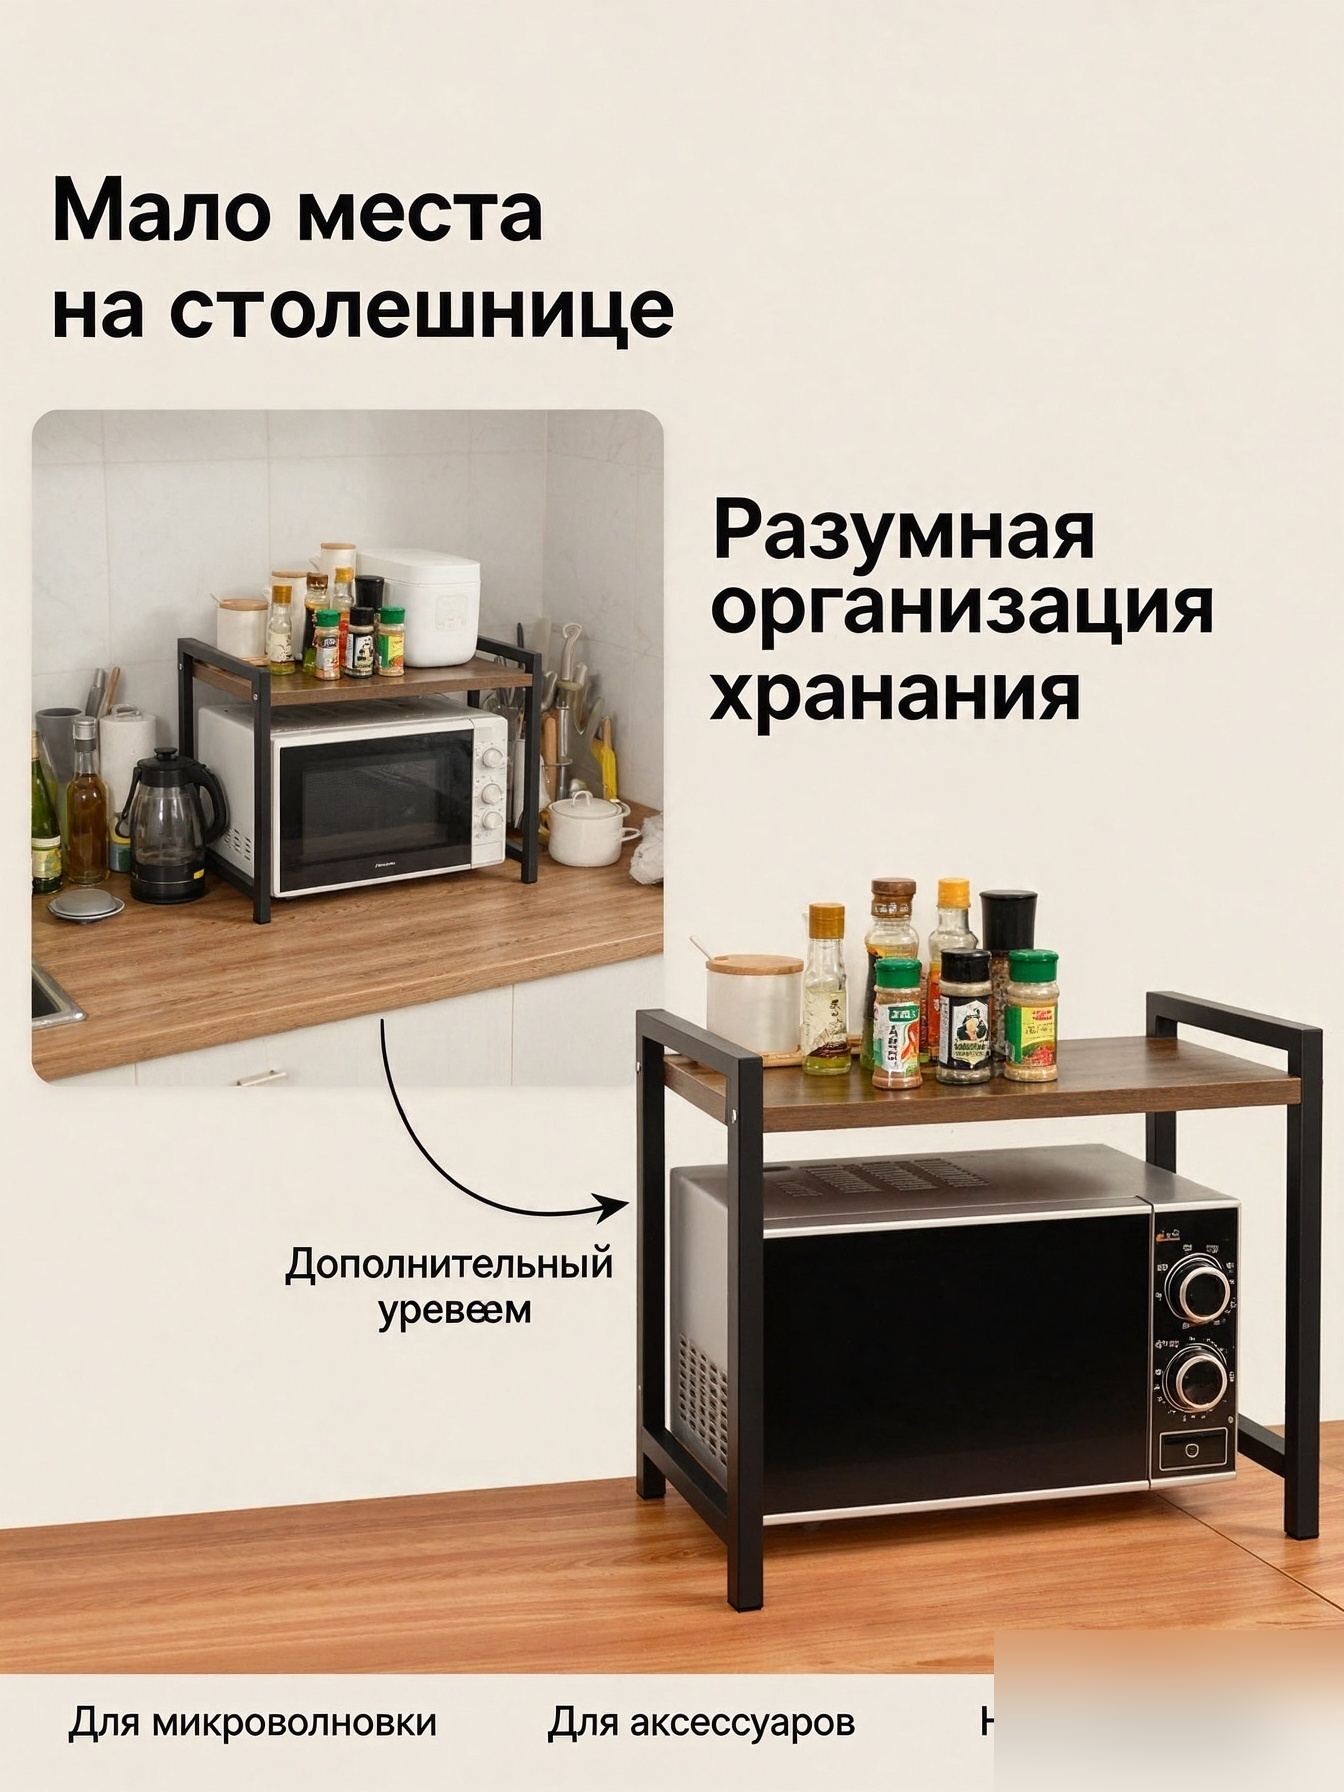 Мало места
на столешнице
Разумная
организация
хранания
Дополнительный
уревеем
Для микроволновки
Для аксессуаров